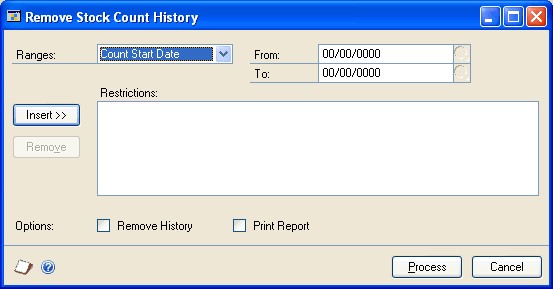 Remove Stock Count History
Ranges: Count Start Date From: 00/00/0000
To: 00/00/0000
Restrictions:
Insert >>
Remove
Options: Remove History Print Report
Process Cancel